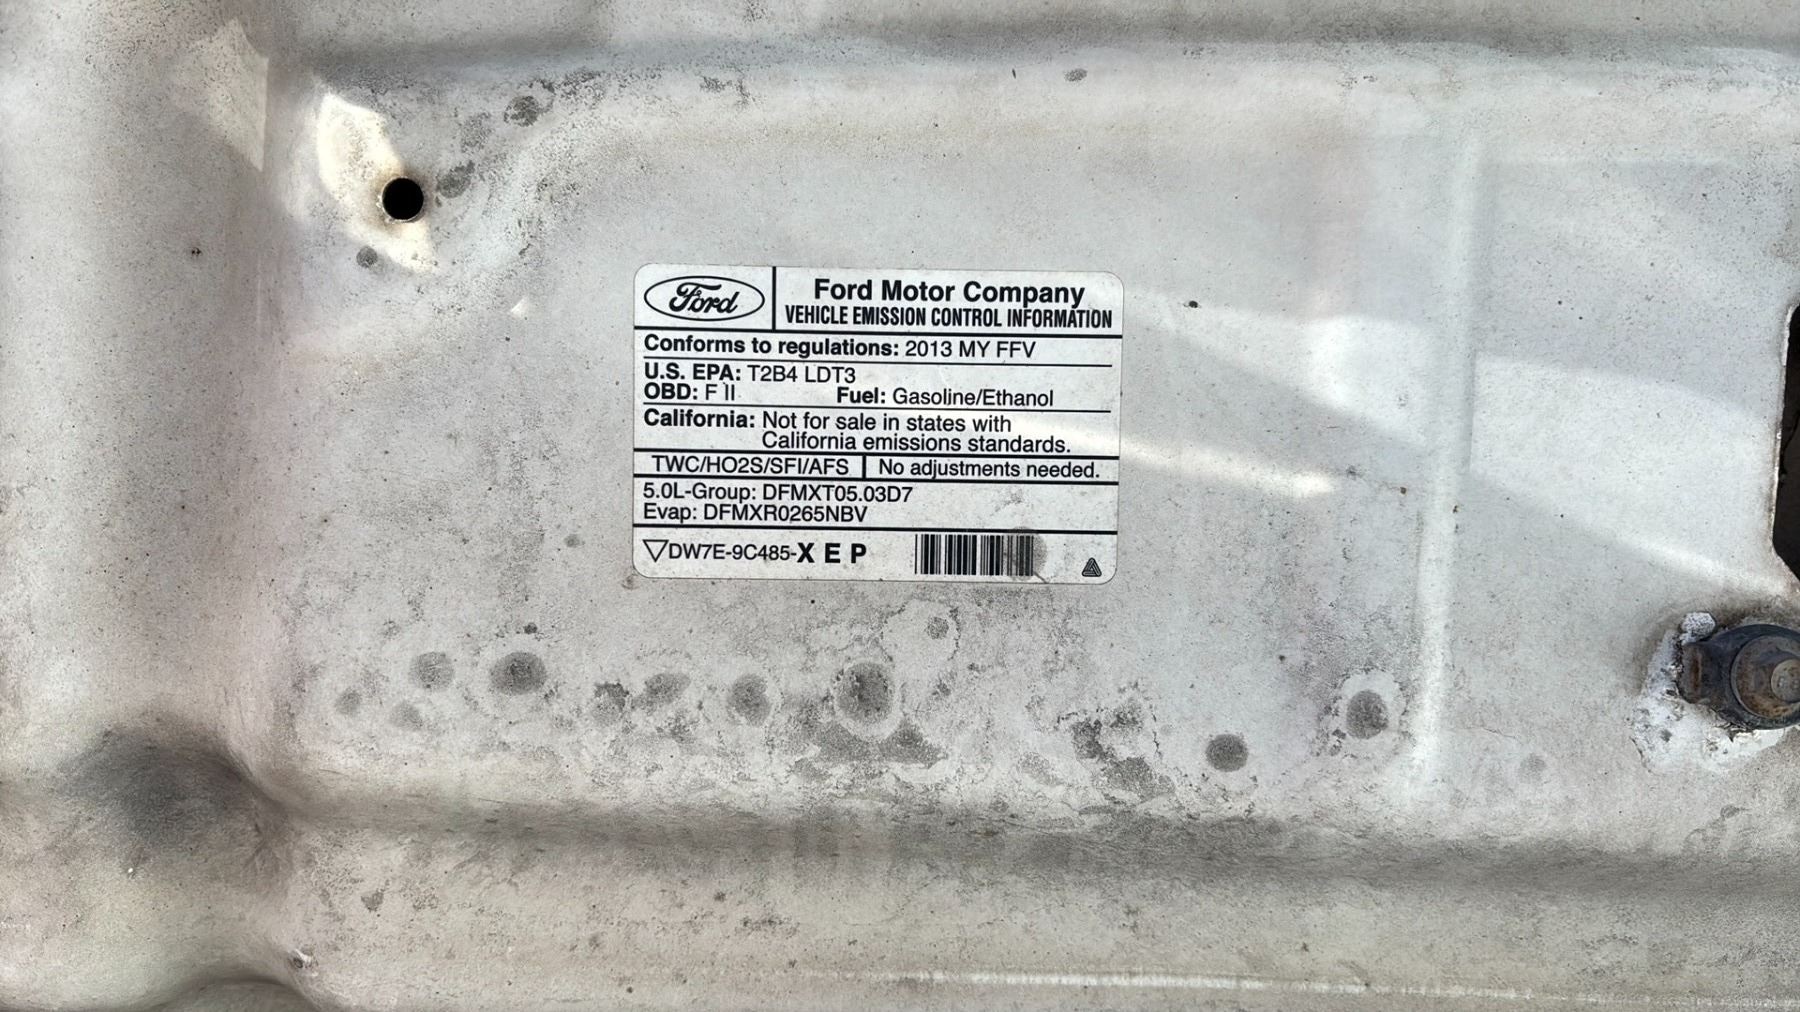 Ford
Ford Motor Company
VEHICLE EMISSION CONTROL INFORMATION
Conforms to regulations: 2013 MY FFV
U.S. EPA: T2B4 LDT3
OBD: F II Fuel: Gasoline/Ethanol
California: Not for sale in states with
California emissions standards.
TWC/HO2S/SFI/AFS No adjustments needed.
5.0L-Group: DFMXT05.03D7
Evap: DFMXR0265NBV
▽DW7E-9C485-X E P